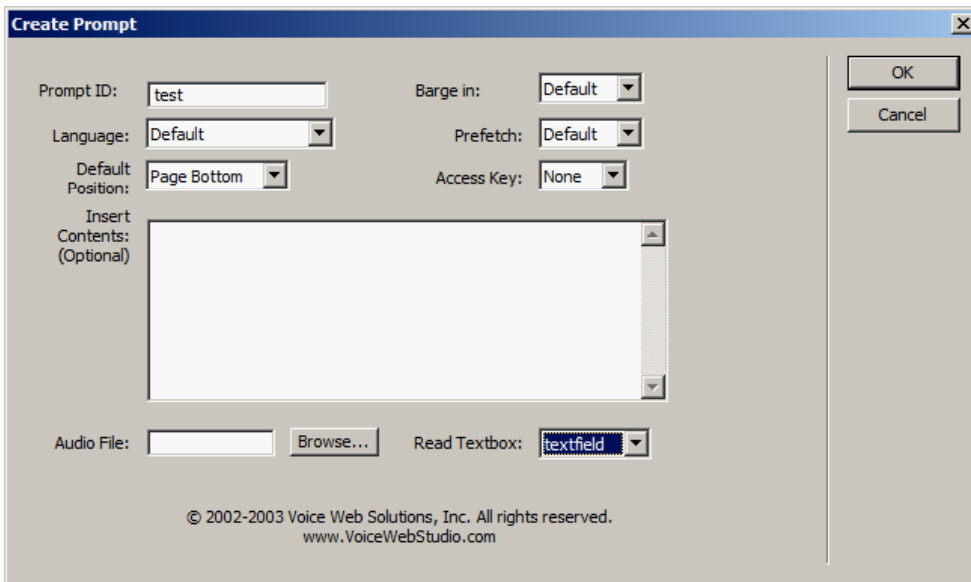 Create Prompt
Prompt ID: test Barge in: Default OK
Language: Default Prefetch: Default Cancel
Default
Position: Page Bottom Access Key: None
Insert
Contents:
(Optional)
Audio File: Browse... Read Textbox: textfield
© 2002-2003 Voice Web Solutions, Inc. All rights reserved.
www.VoiceWebStudio.com